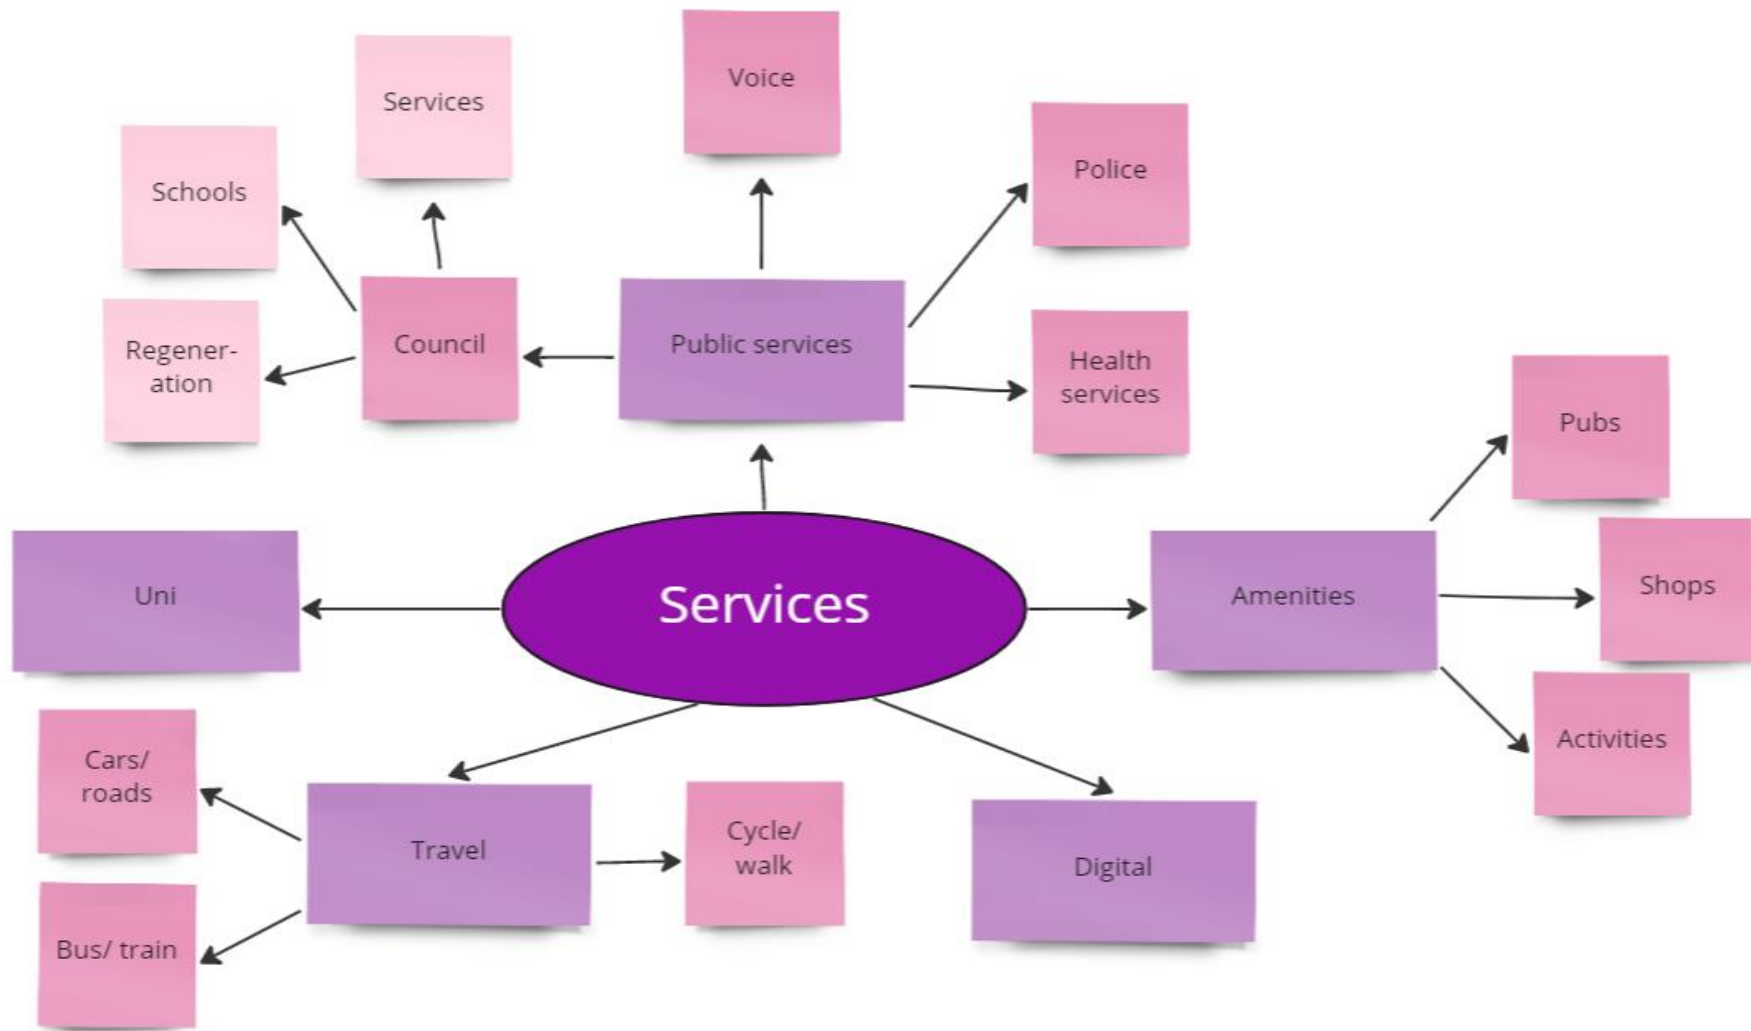 Voice
Services
Police
Schools
Regener-
ation
Council
Public services
Health
services
Pubs
Uni
Services
Amenities
Shops
Activities
Cars/
roads
Travel
Cycle/
walk
Digital
Bus/ train